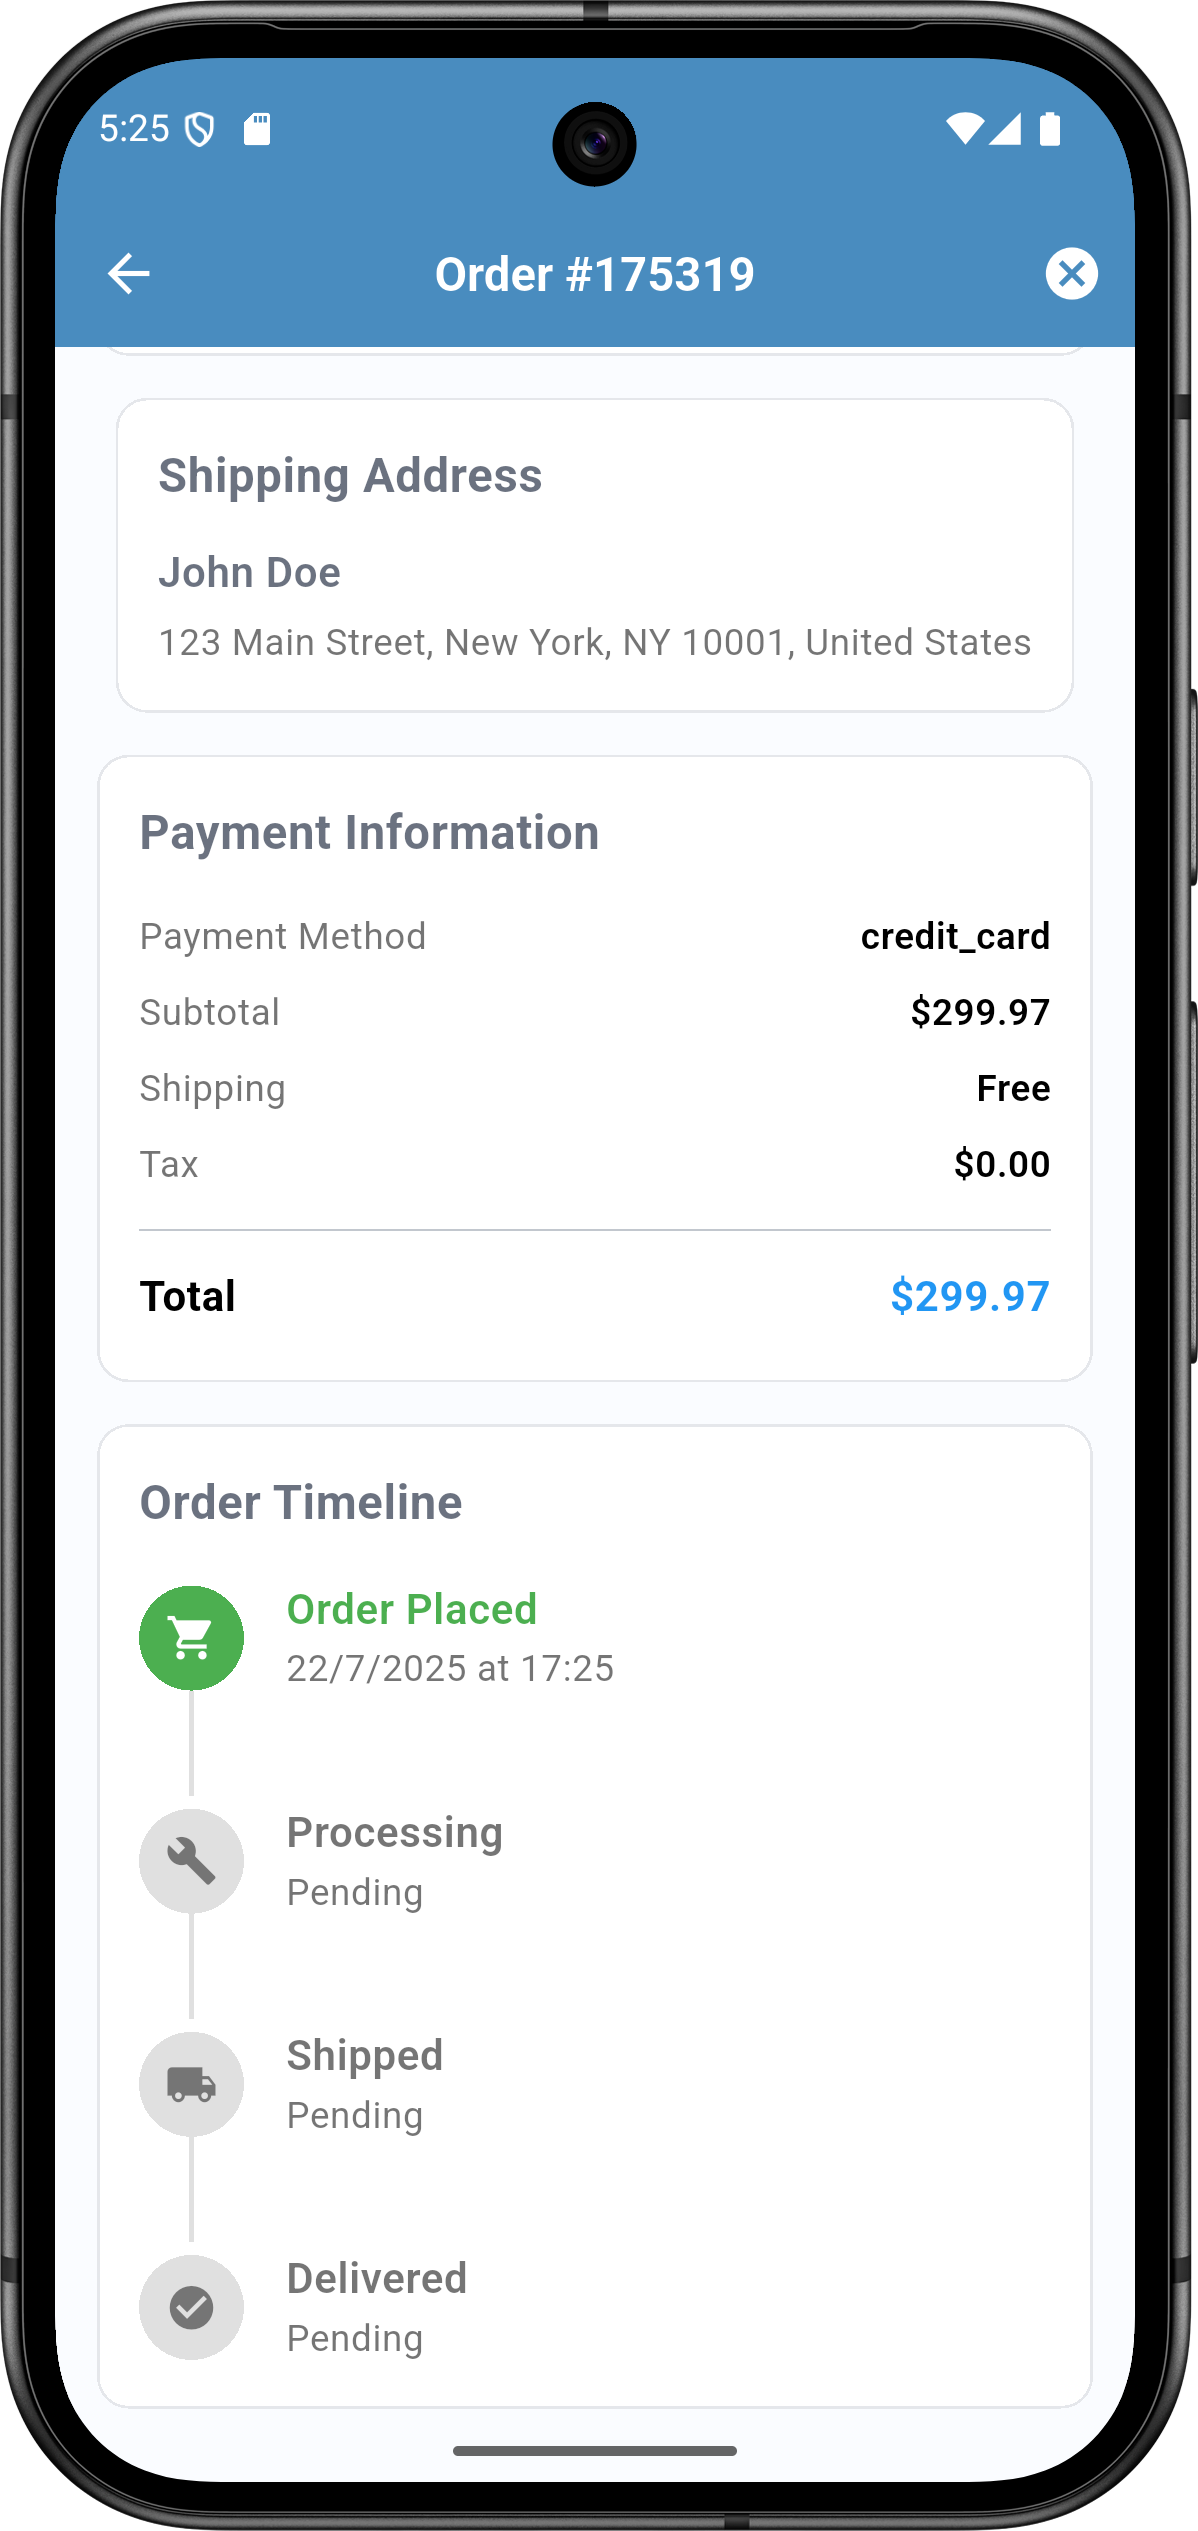 5:25
Order #175319
Shipping Address
John Doe
123 Main Street, New York, NY 10001, United States
Payment Information
Payment Method credit_card
Subtotal $299.97
Shipping Free
Tax $0.00
Total $299.97
Order Timeline
Order Placed
22/7/2025 at 17:25
Processing
Pending
Shipped
Pending
Delivered
Pending